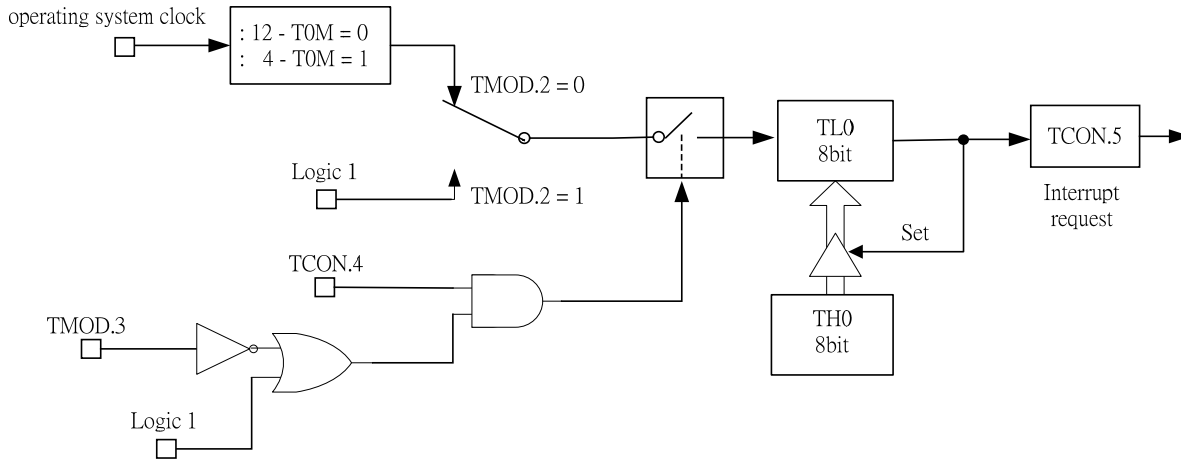 operating system clock
: 12 - T0M = 0
: 4 - T0M = 1
TMOD.2 = 0
Logic 1
TMOD.2 = 1
TL0
8bit
TCON.5
Interrupt
request
Set
TCON.4
TH0
8bit
TMOD.3
Logic 1